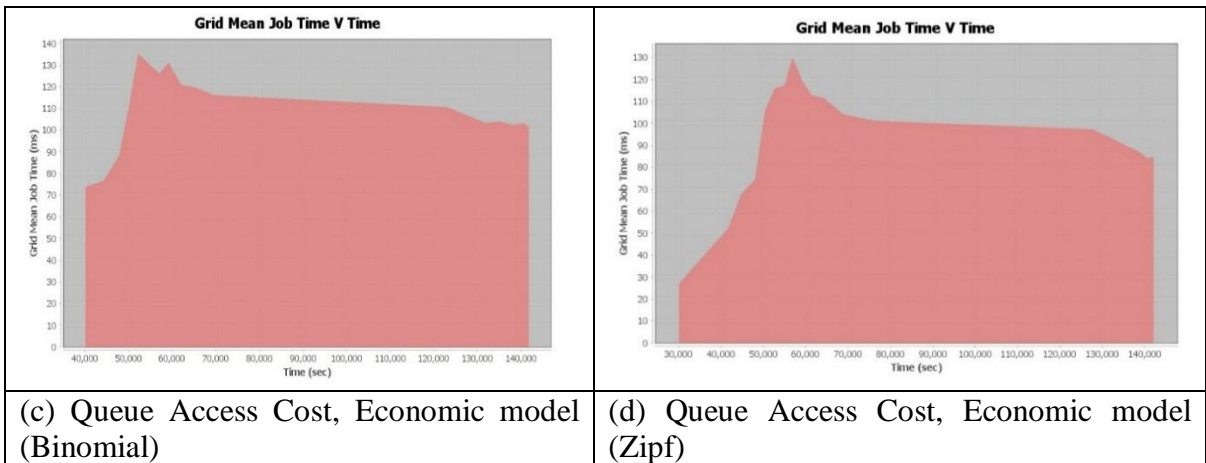 Grid Mean Job Time V Time
140
130
120
110
100
90
80
70
60
50
40
30
20
10
0
Grid Mean Job Time (ms)
40,000 50,000 60,000 70,000 80,000 90,000 100,000 110,000 120,000 130,000 140,000
Time (sec)
(c) Queue Access Cost, Economic model
(Binomial)
Grid Mean Job Time V Time
130
120
110
100
90
80
70
60
50
40
30
20
10
0
Grid Mean Job Time (ms)
30,000 40,000 50,000 60,000 70,000 80,000 90,000 100,000 110,000 120,000 130,000 140,000
Time (sec)
(d) Queue Access Cost, Economic model
(Zipf)